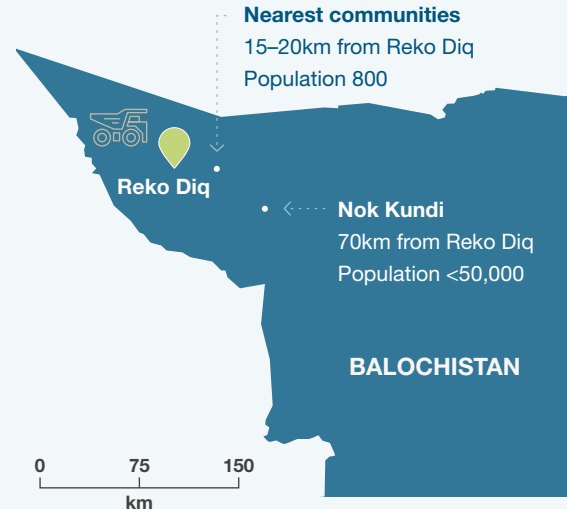 Nearest communities
15–20km from Reko Diq
Population 800
Reko Diq
Nok Kundi
70km from Reko Diq
Population <50,000
BALOCHISTAN
0 75 150
km